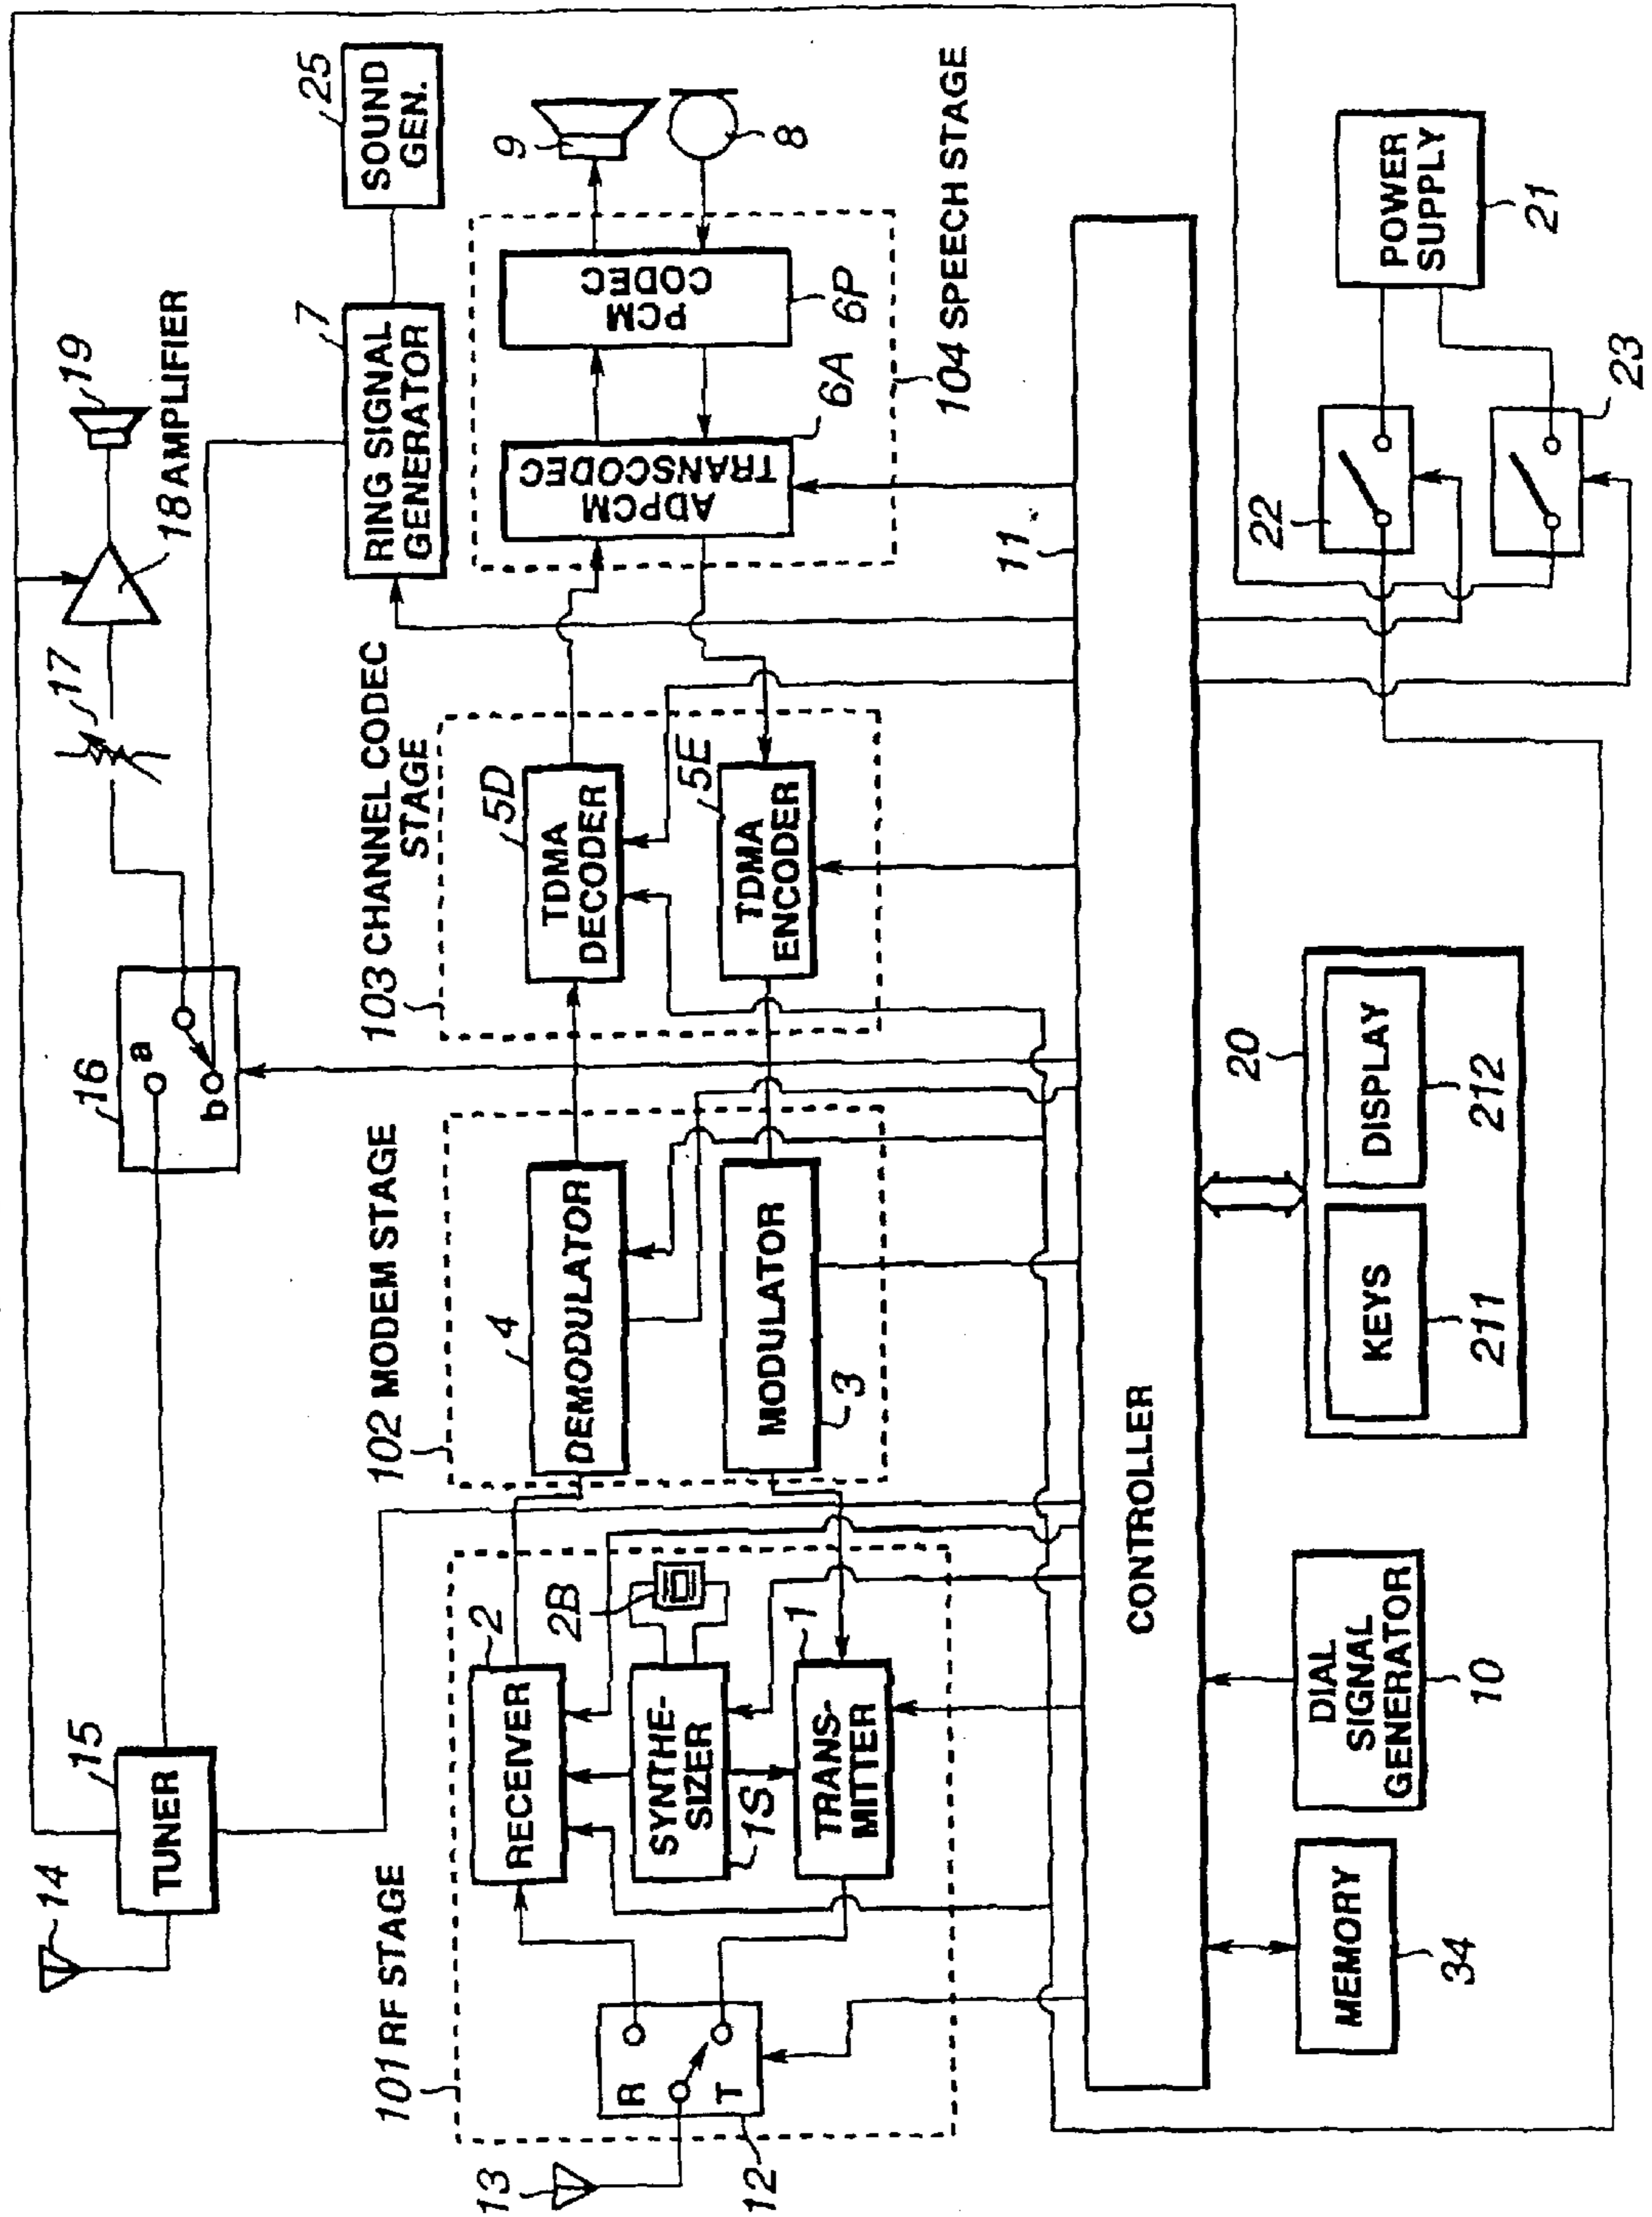 14
15
TUNER
16
a
b
17
18 AMPLIFIER
19
7
RING SIGNAL
GENERATOR
25
SOUND
GEN.
101 RF STAGE
102 MODEM STAGE
103 CHANNEL CODEC
STAGE
104 SPEECH STAGE
13
12
R
T
2
RECEIVER
2B
SYNTHE-
SIZER
1S
1
TRANS-
MITTER
4
DEMODULATOR
MODULATOR
3
5D
TDMA
DECODER
5E
TDMA
ENCODER
ADPCM
TRANSCODEC
6A
PCM
CODEC
6P
9
8
CONTROLLER
11
MEMORY
34
DIAL
SIGNAL
GENERATOR
10
20
KEYS
211
DISPLAY
212
22
23
POWER
SUPPLY
21